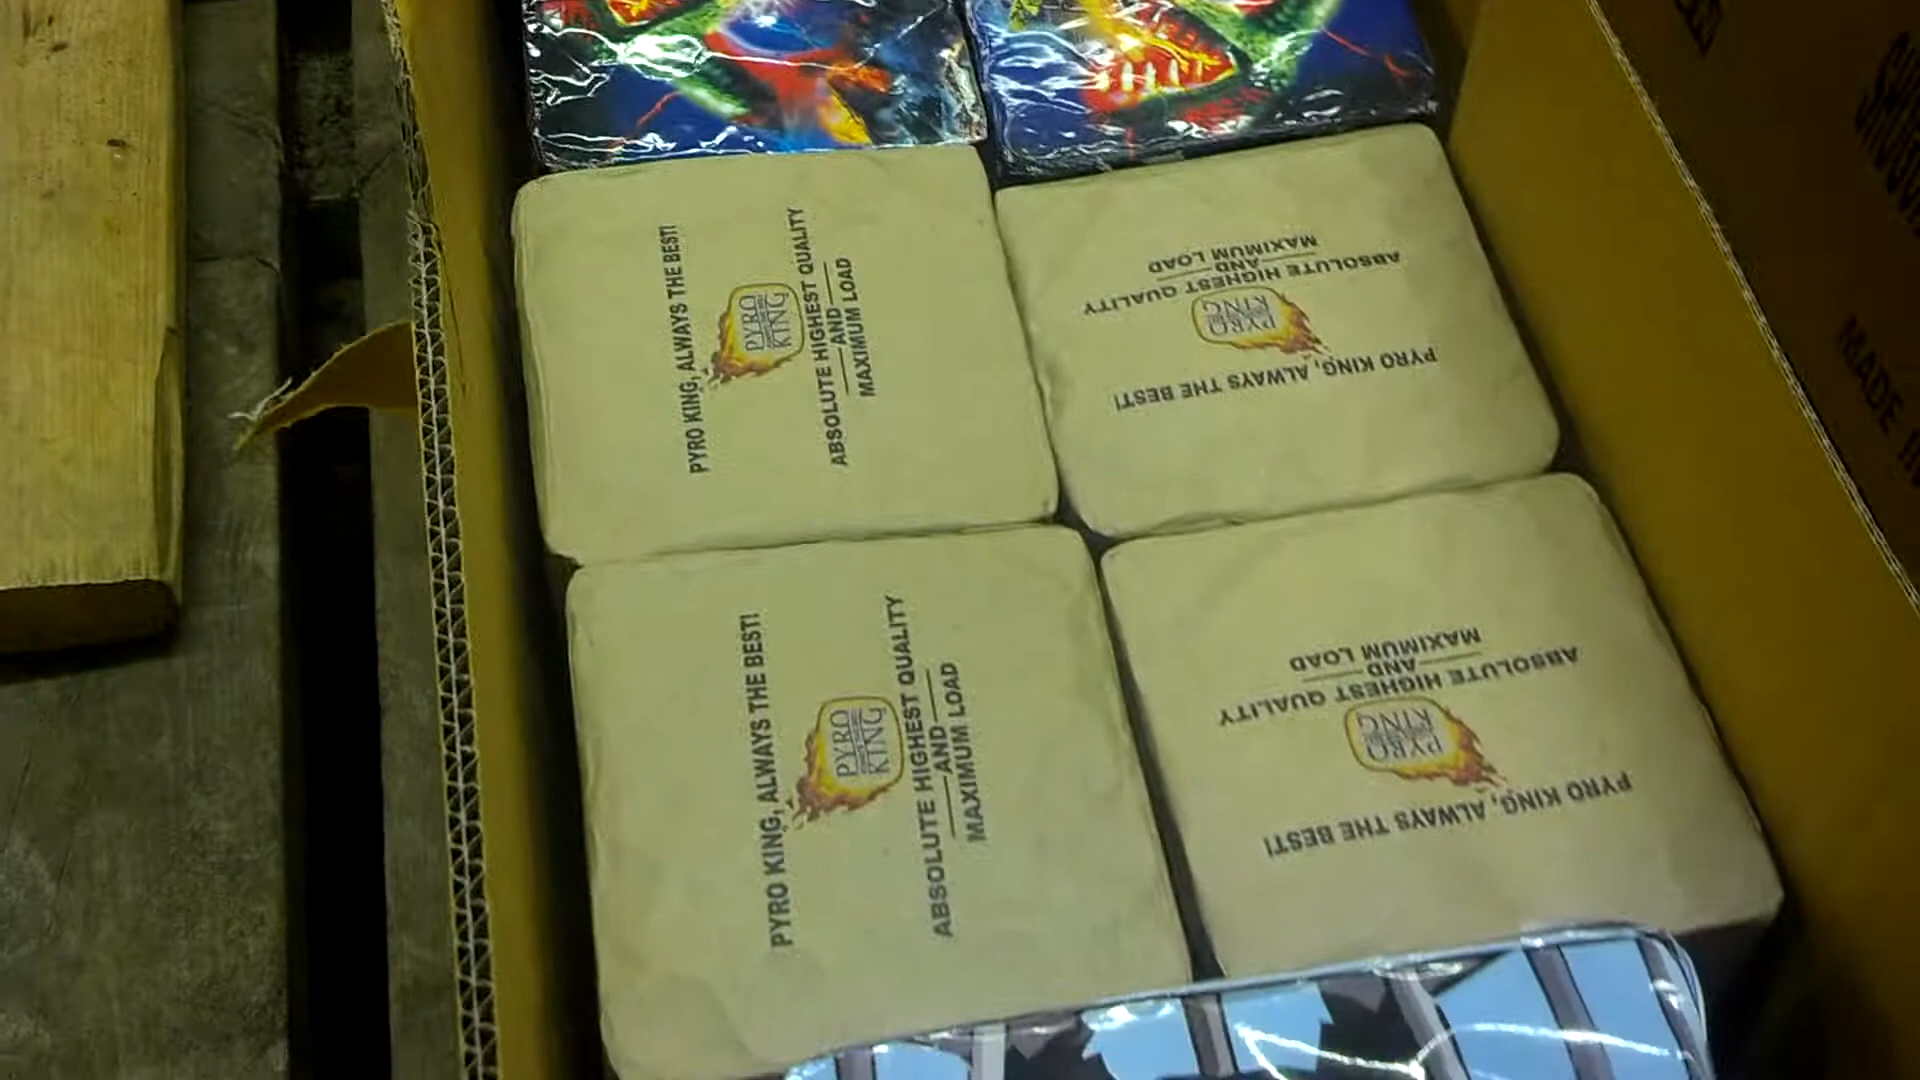 PYRO KING, ALWAYS THE BEST!
PYRO
KING
ABSOLUTE HIGHEST QUALITY
AND
MAXIMUM LOAD
PYRO KING, ALWAYS THE BEST!
PYRO
KING
ABSOLUTE HIGHEST QUALITY
AND
MAXIMUM LOAD
PYRO KING, ALWAYS THE BEST!
PYRO
KING
ABSOLUTE HIGHEST QUALITY
AND
MAXIMUM LOAD
PYRO KING, ALWAYS THE BEST!
PYRO
KING
ABSOLUTE HIGHEST QUALITY
AND
MAXIMUM LOAD
MADE IN